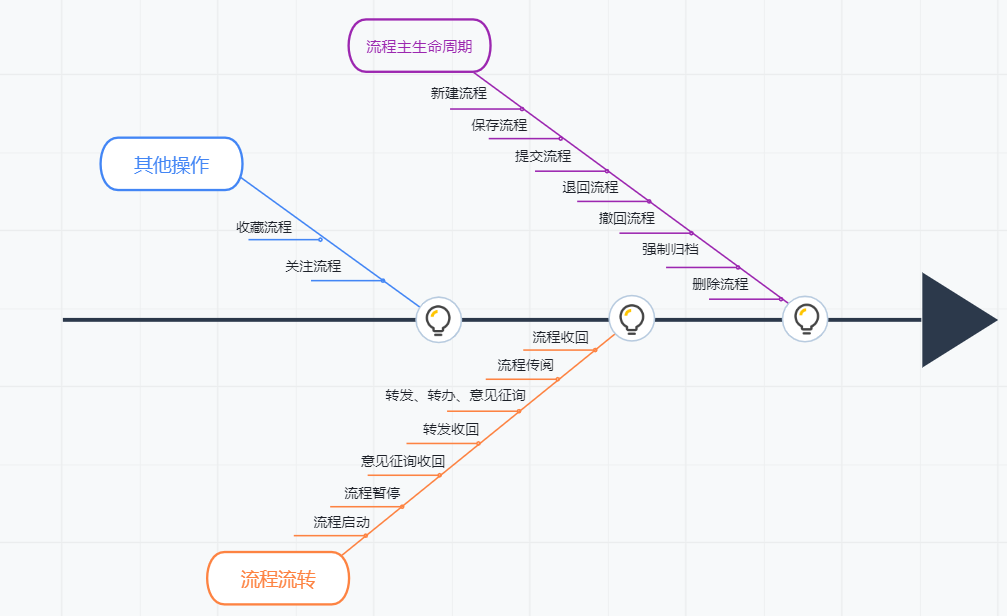 流程主生命周期
新建流程
保存流程
提交流程
退回流程
撤回流程
强制归档
删除流程
其他操作
收藏流程
关注流程
流程收回
流程传阅
转发、转办、意见征询
转发收回
意见征询收回
流程暂停
流程启动
流程流转